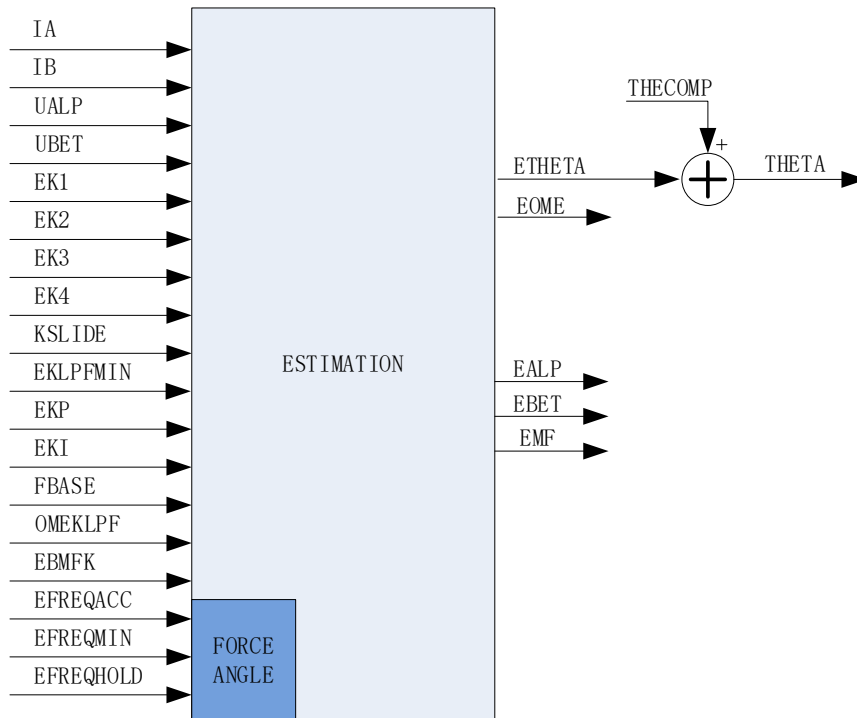 IA
IB
UALP
UBET
EK1
EK2
EK3
EK4
KSLIDE
EKLPFMIN
EKP
EKI
FBASE
OMEKLPF
EBMFK
EFREQACC
EFREQMIN
EFREQHOLD
ESTIMATION
FORCE
ANGLE
THECOMP
+
ETHETA
THETA
EOME
EALP
EBET
EMF